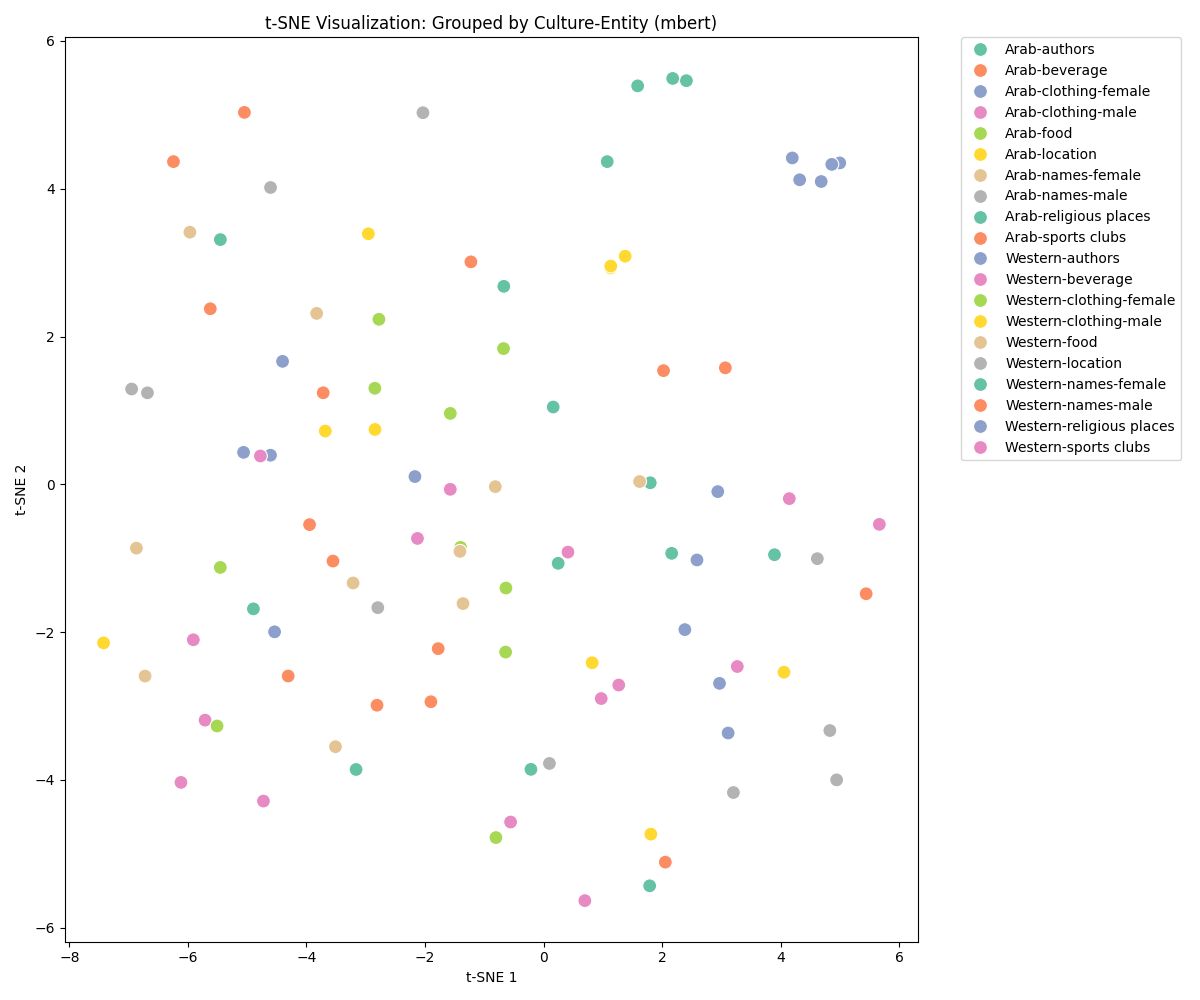 t-SNE Visualization: Grouped by Culture-Entity (mbert)
6
4
2
0
−2
−4
−6
t-SNE 2
−8
−6
−4
−2
0
2
4
6
t-SNE 1
Arab-authors
Arab-beverage
Arab-clothing-female
Arab-clothing-male
Arab-food
Arab-location
Arab-names-female
Arab-names-male
Arab-religious places
Arab-sports clubs
Western-authors
Western-beverage
Western-clothing-female
Western-clothing-male
Western-food
Western-location
Western-names-female
Western-names-male
Western-religious places
Western-sports clubs